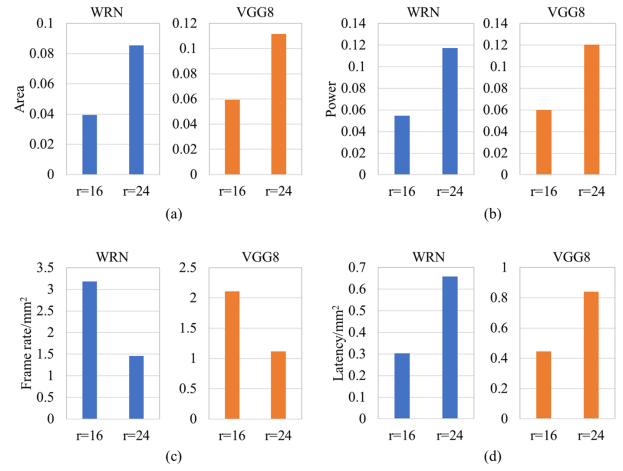 WRN
VGG8
Area
0.1
0.08
0.06
0.04
0.02
0
0.12
0.1
0.08
0.06
0.04
0.02
0
r=16 r=24
r=16 r=24
(a)
WRN
VGG8
Power
0.14
0.12
0.1
0.08
0.06
0.04
0.02
0
0.14
0.12
0.1
0.08
0.06
0.04
0.02
0
r=16 r=24
r=16 r=24
(b)
WRN
VGG8
Frame rate/mm²
3.5
3
2.5
2
1.5
1
0.5
0
2.5
2
1.5
1
0.5
0
r=16 r=24
r=16 r=24
(c)
WRN
VGG8
Latency/mm²
0.7
0.6
0.5
0.4
0.3
0.2
0.1
0
1
0.8
0.6
0.4
0.2
0
r=16 r=24
r=16 r=24
(d)